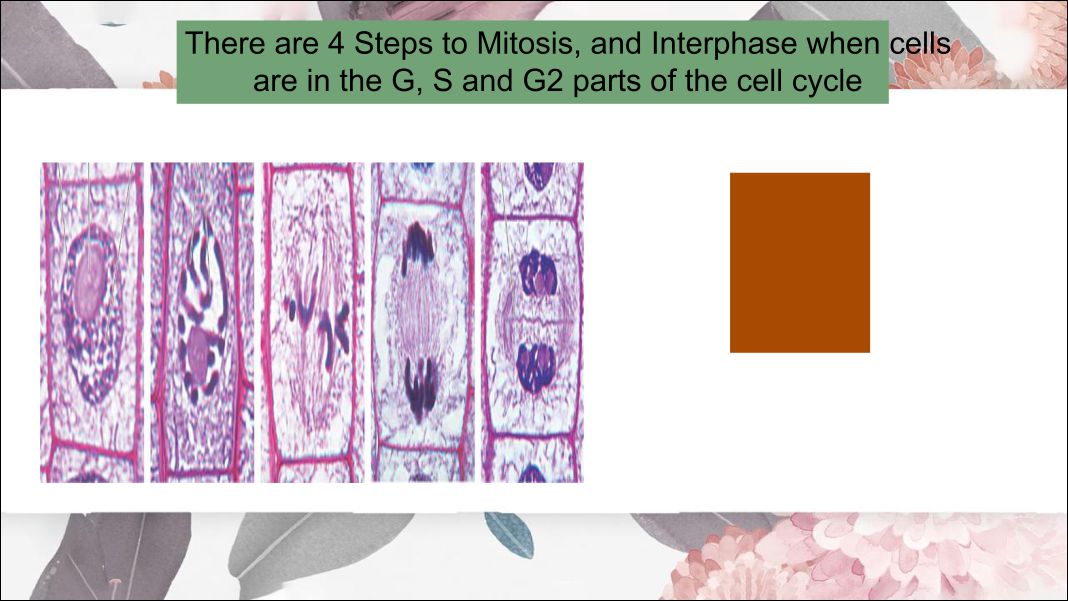 There are 4 Steps to Mitosis, and Interphase when cells
are in the G, S and G2 parts of the cell cycle